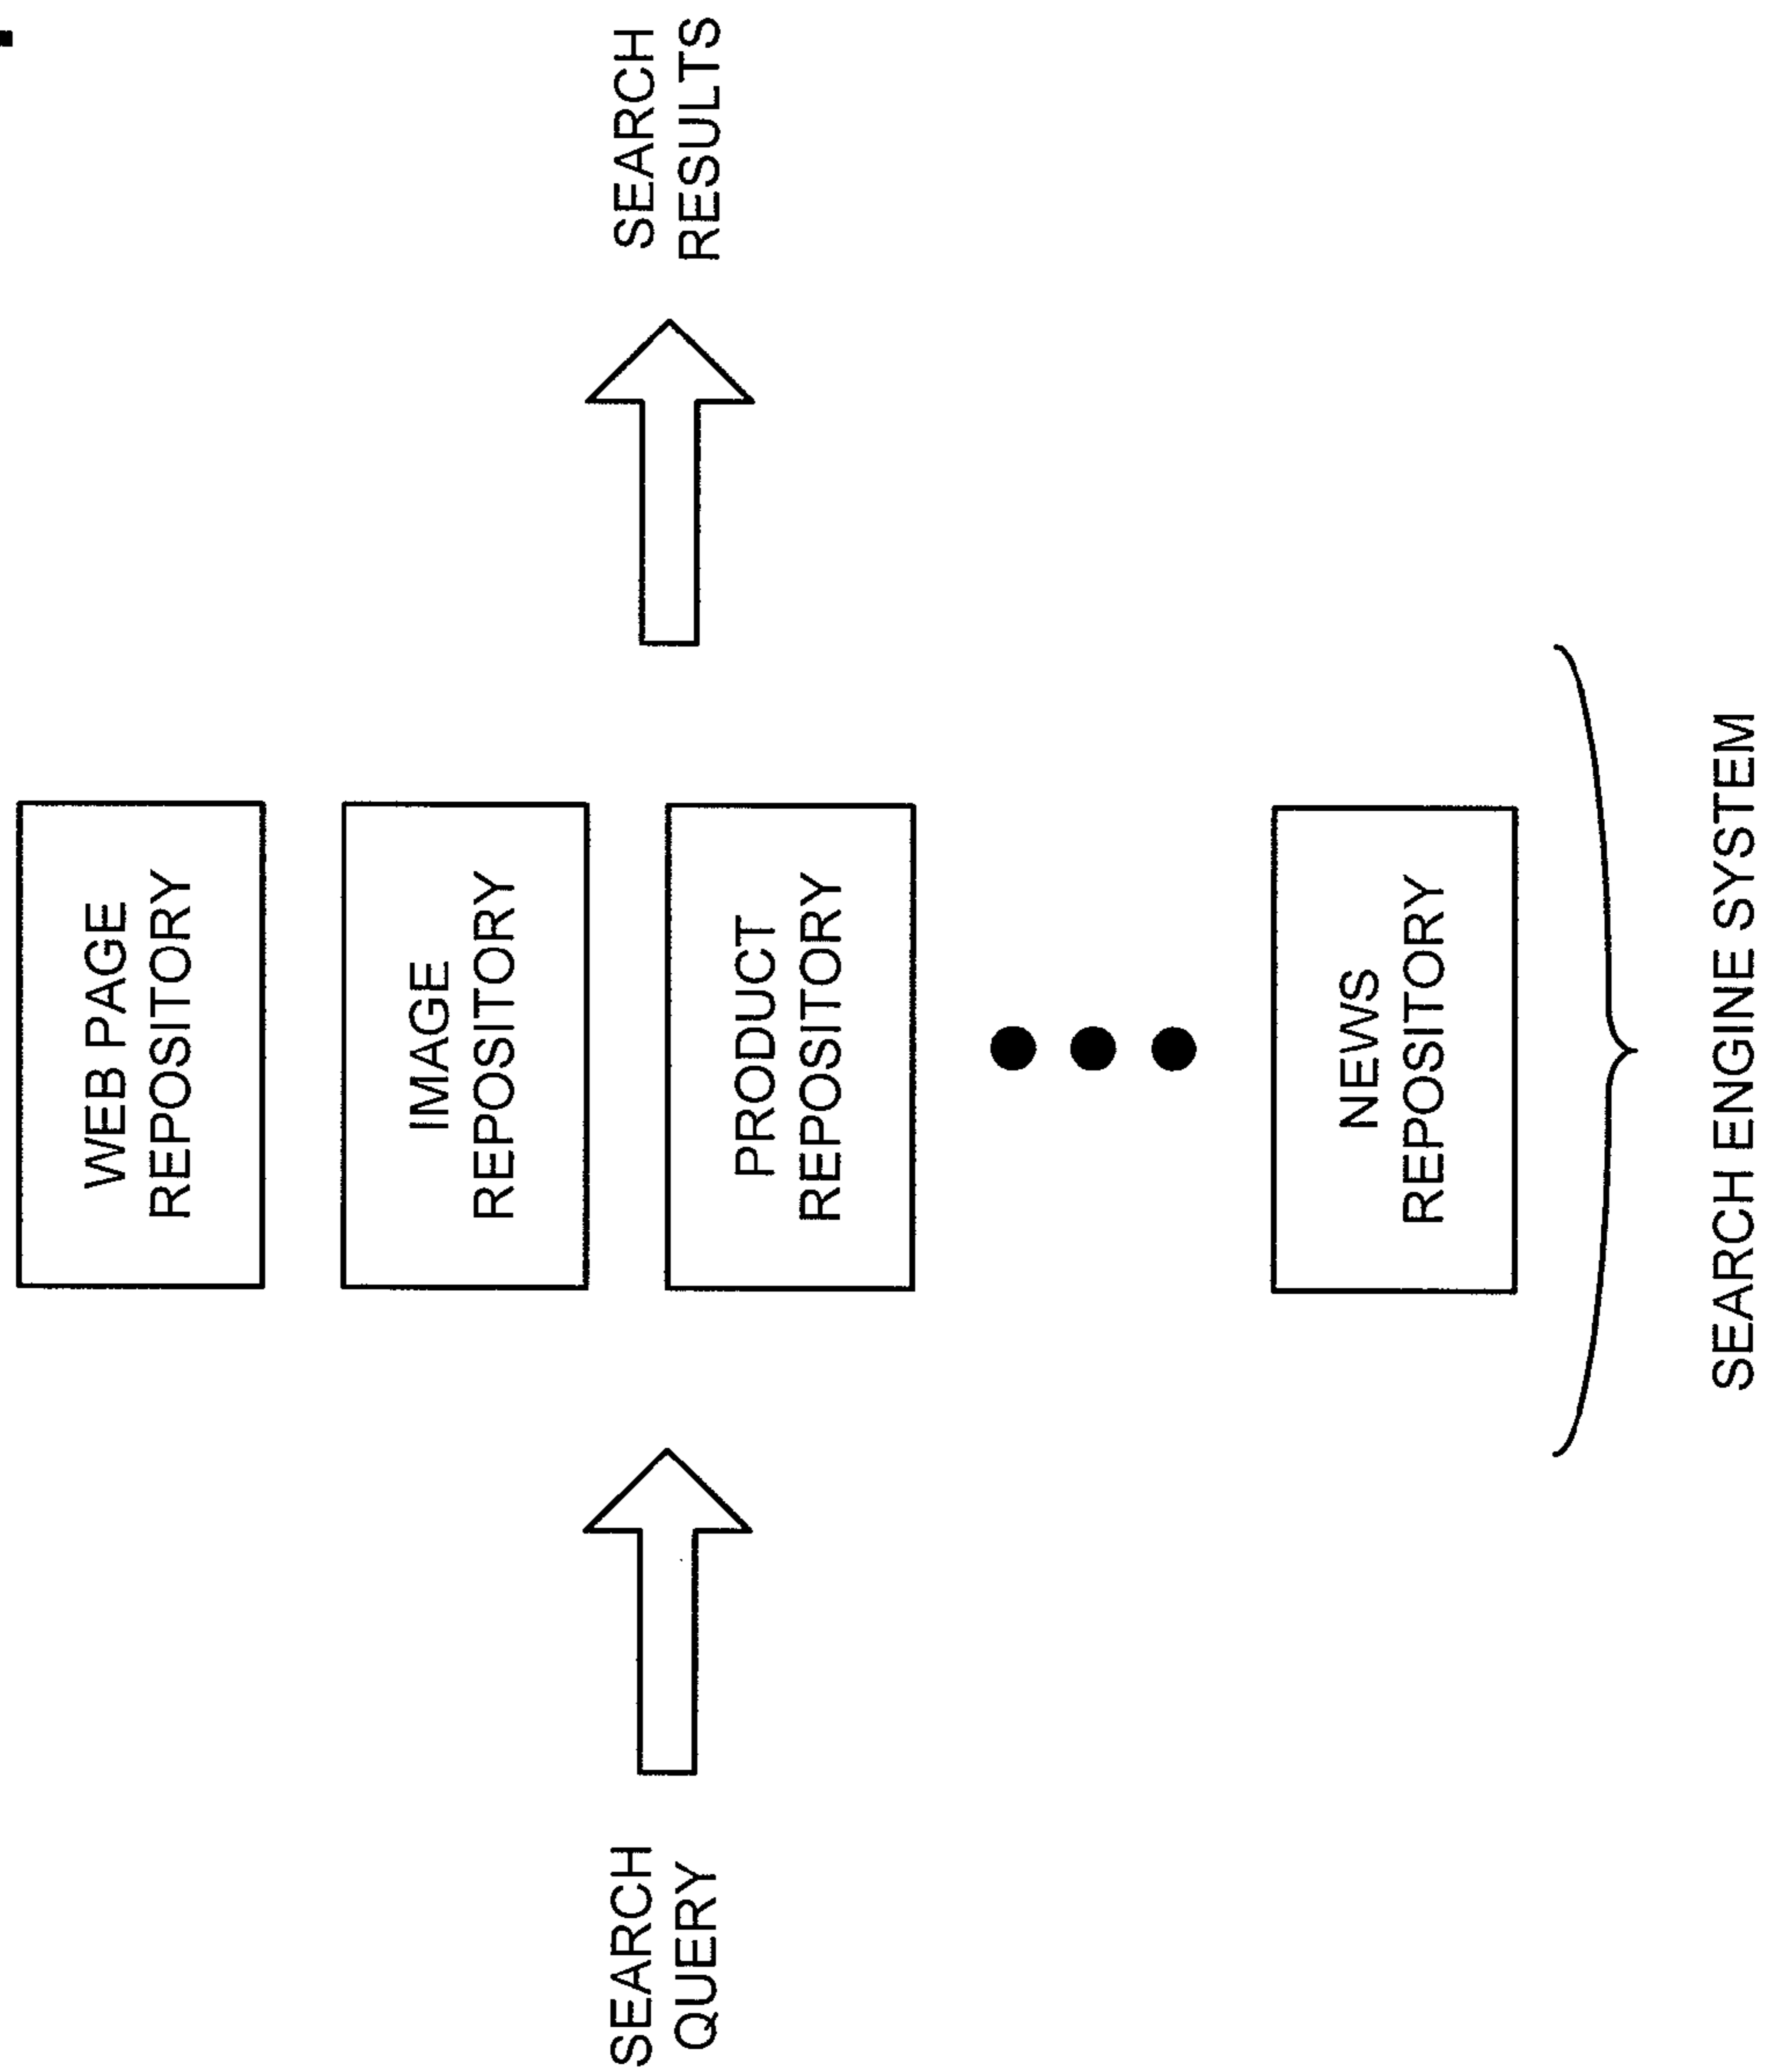 SEARCH
QUERY
WEB PAGE
REPOSITORY
IMAGE
REPOSITORY
PRODUCT
REPOSITORY
NEWS
REPOSITORY
SEARCH ENGINE SYSTEM
SEARCH
RESULTS